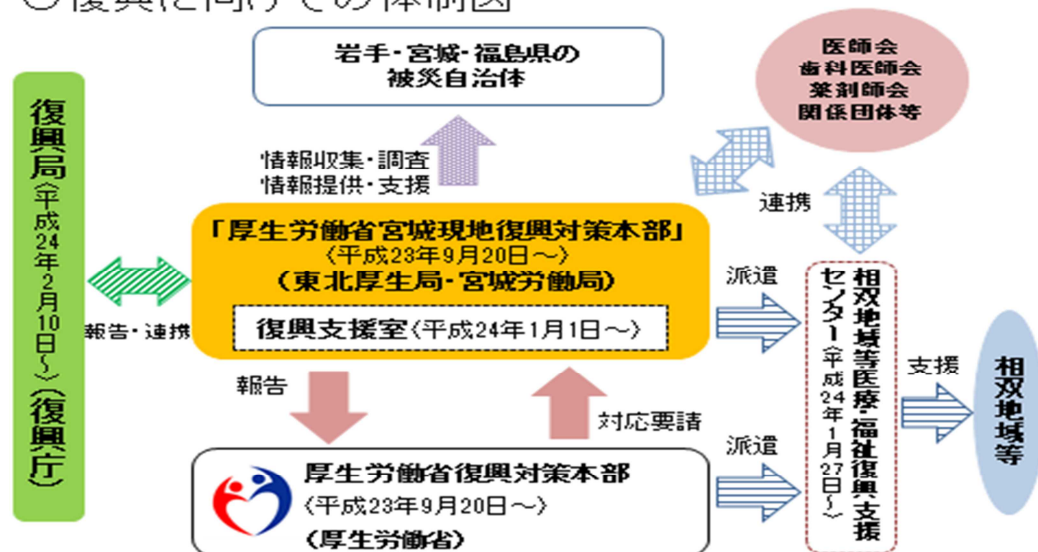 ○復興に向けての体制図
岩手・宮城・福島県の
被災自治体
医師会
歯科医師会
薬剤師会
関係団体等
復興局〈平成24年2月10日～〉(復興庁)
情報収集・調査
情報提供・支援
連携
「厚生労働省宮城現地復興対策本部」
〈平成23年9月20日～〉
(東北厚生局・宮城労働局)
復興支援室〈平成24年1月1日～〉
報告・連携
派遣
相双地域等医療・福祉復興支援
センター〈平成24年1月27日～〉
支援
相双地域等
報告
対応要請
派遣
厚生労働省復興対策本部
〈平成23年9月20日～〉
(厚生労働省)